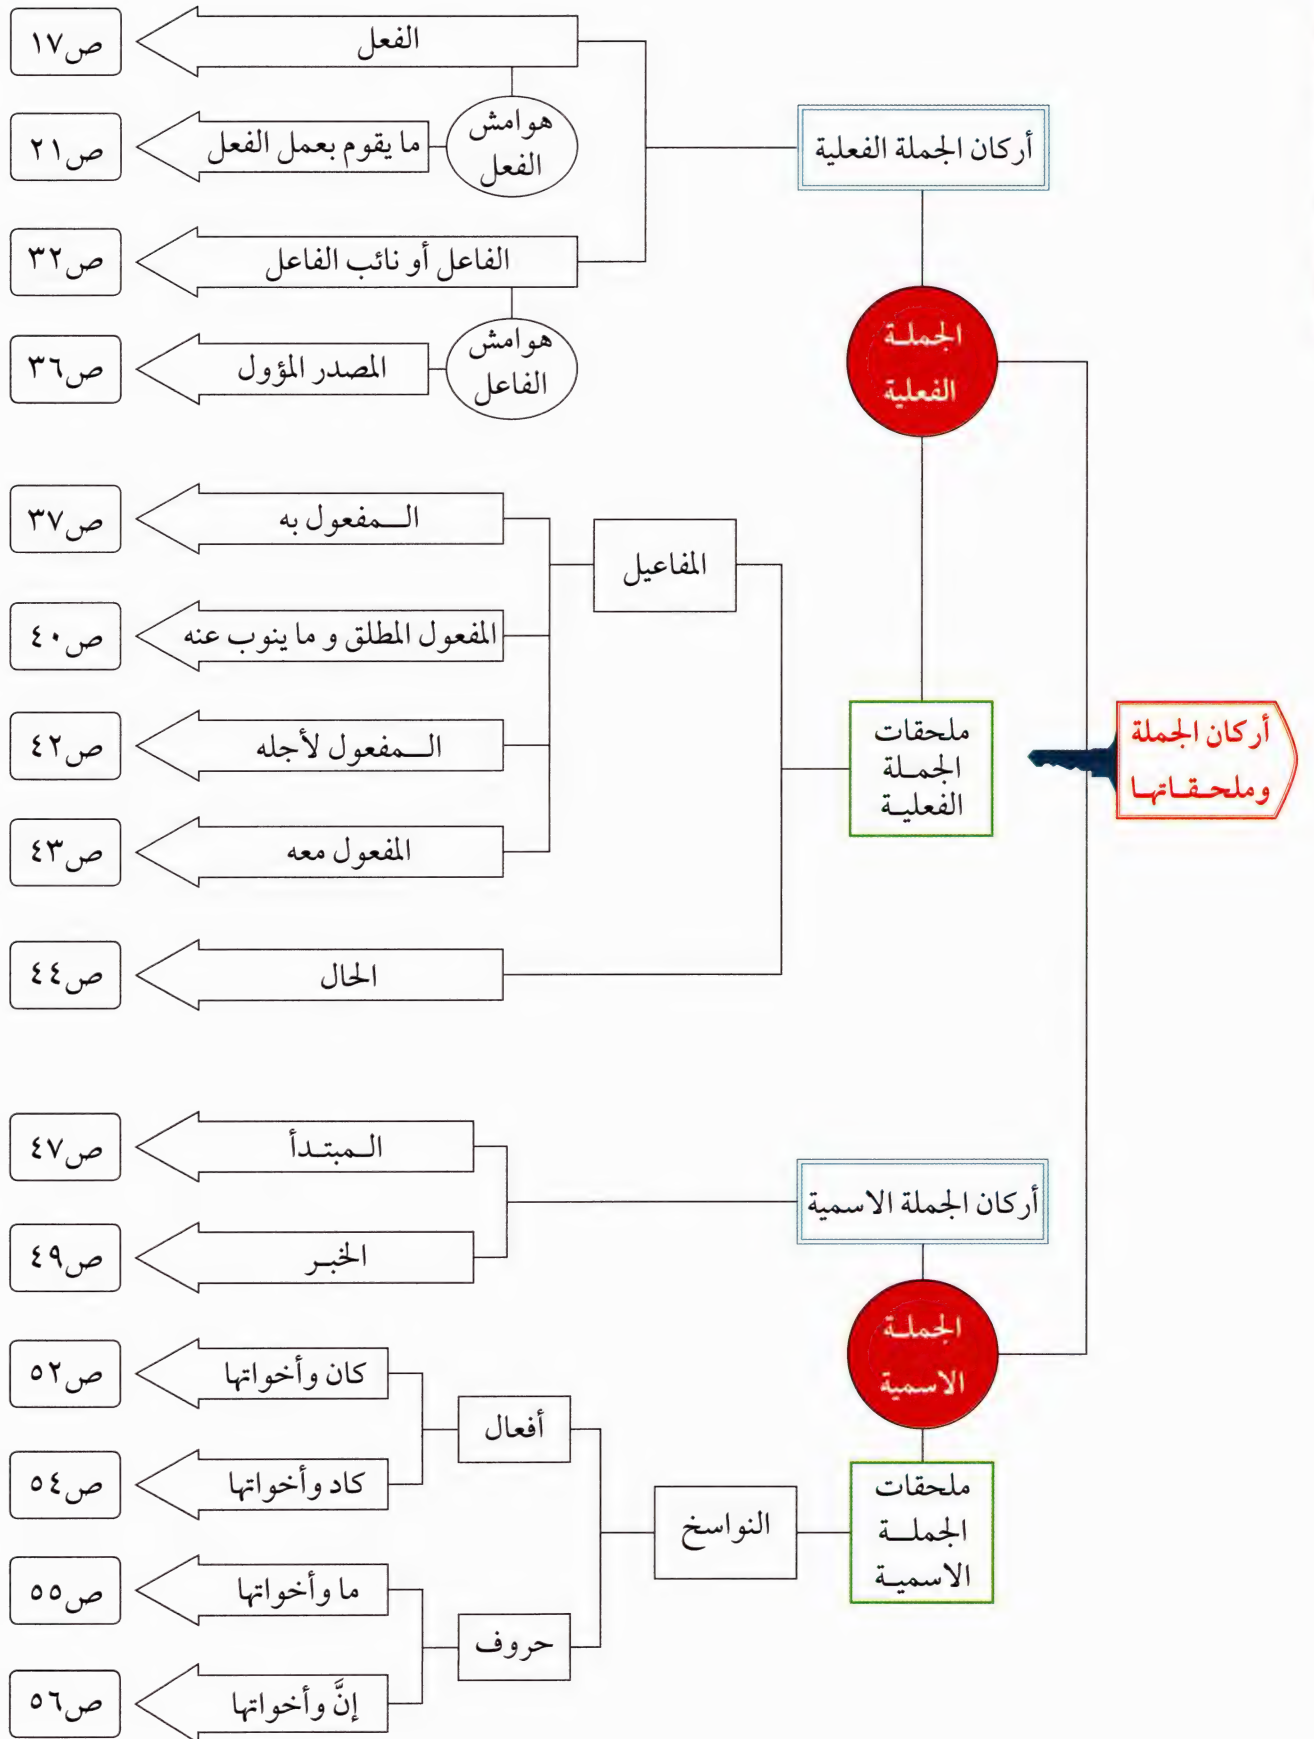 أركان الجملة
وملحقاتها
الجملة
الفعلية
أركان الجملة الفعلية
الفعل
ص١٧
هوامش
الفعل
ما يقوم بعمل الفعل
ص٢١
الفاعل أو نائب الفاعل
ص٣٢
هوامش
الفاعل
المصدر المؤول
ص٣٦
ملحقات
الجملة
الفعلية
المفاعيل
المفعول به
ص٣٧
المفعول المطلق و ما ينوب عنه
ص٤٠
المفعول لأجله
ص٤٢
المفعول معه
ص٤٣
الحال
ص٤٤
الجملة
الاسمية
أركان الجملة الاسمية
المبتدأ
ص٤٧
الخبر
ص٤٩
ملحقات
الجملة
الاسمية
النواسخ
أفعال
كان وأخواتها
ص٥٢
كاد وأخواتها
ص٥٤
حروف
ما وأخواتها
ص٥٥
إنَّ وأخواتها
ص٥٦